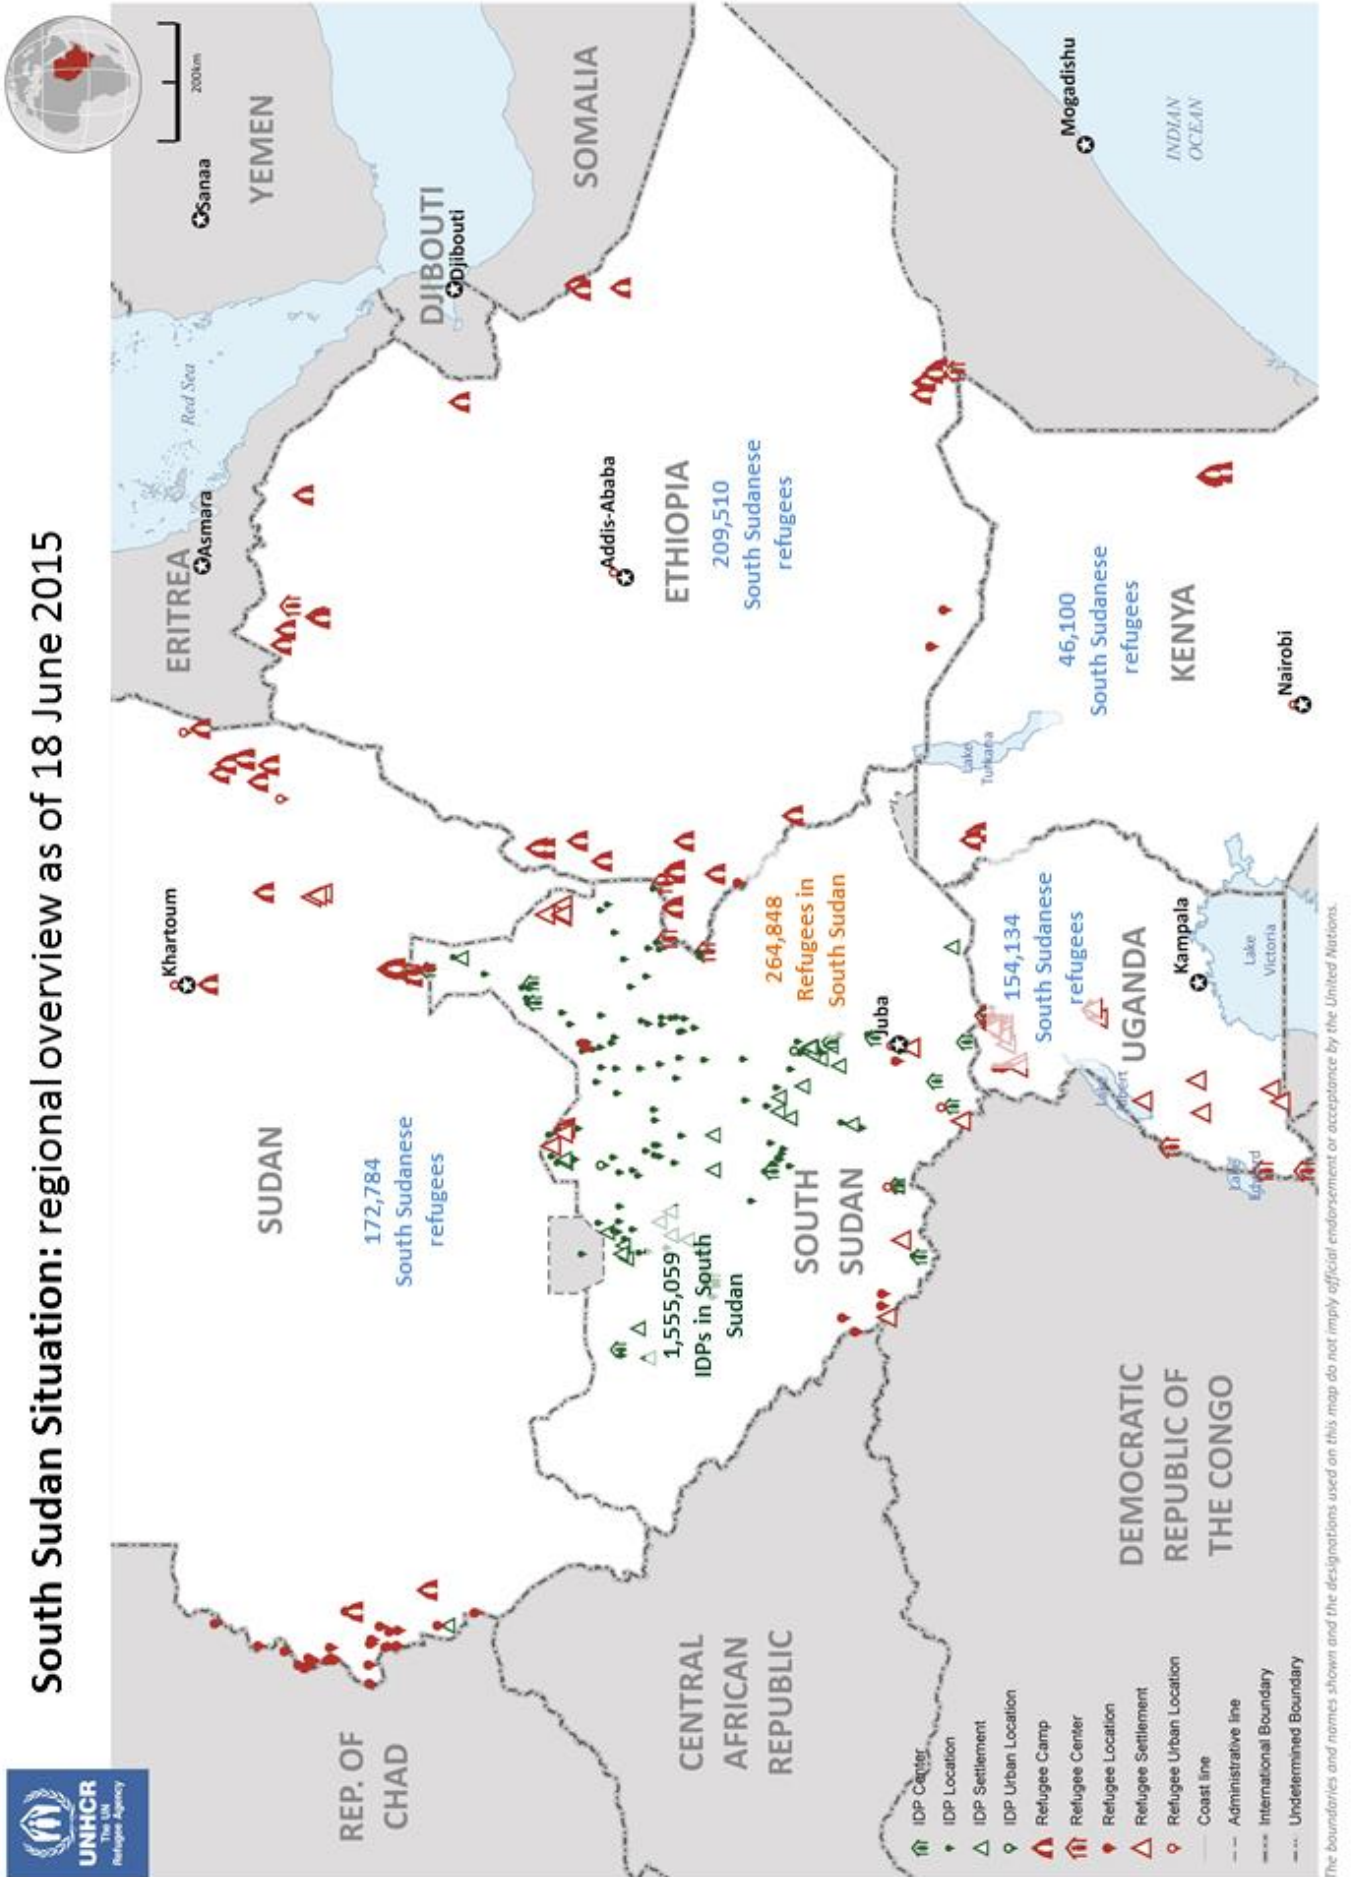 South Sudan Situation: regional overview as of 18 June 2015
UNHCR
The UN
Refugee Agency
200km
Khartoum
ERITREA
Asmara
Red Sea
Sanaa
YEMEN
SUDAN
172,784
South Sudanese
refugees
DJIBOUTI
Djibouti
SOMALIA
REP. OF
CHAD
Addis-Ababa
ETHIOPIA
209,510
South Sudanese
refugees
1,555,059
IDPs in South
Sudan
264,848
Refugees in
South Sudan
SOUTH
SUDAN
Juba
CENTRAL
AFRICAN
REPUBLIC
Lake
Turkana
46,100
South Sudanese
refugees
KENYA
Nairobi
154,134
South Sudanese
refugees
UGANDA
Kampala
Lake
Victoria
Lake
Edward
Mogadishu
INDIAN
OCEAN
DEMOCRATIC
REPUBLIC OF
THE CONGO
IDP Center
IDP Location
IDP Settlement
IDP Urban Location
Refugee Camp
Refugee Center
Refugee Location
Refugee Settlement
Refugee Urban Location
Coast line
Administrative line
International Boundary
Undetermined Boundary
The boundaries and names shown and the designations used on this map do not imply official endorsement or acceptance by the United Nations.